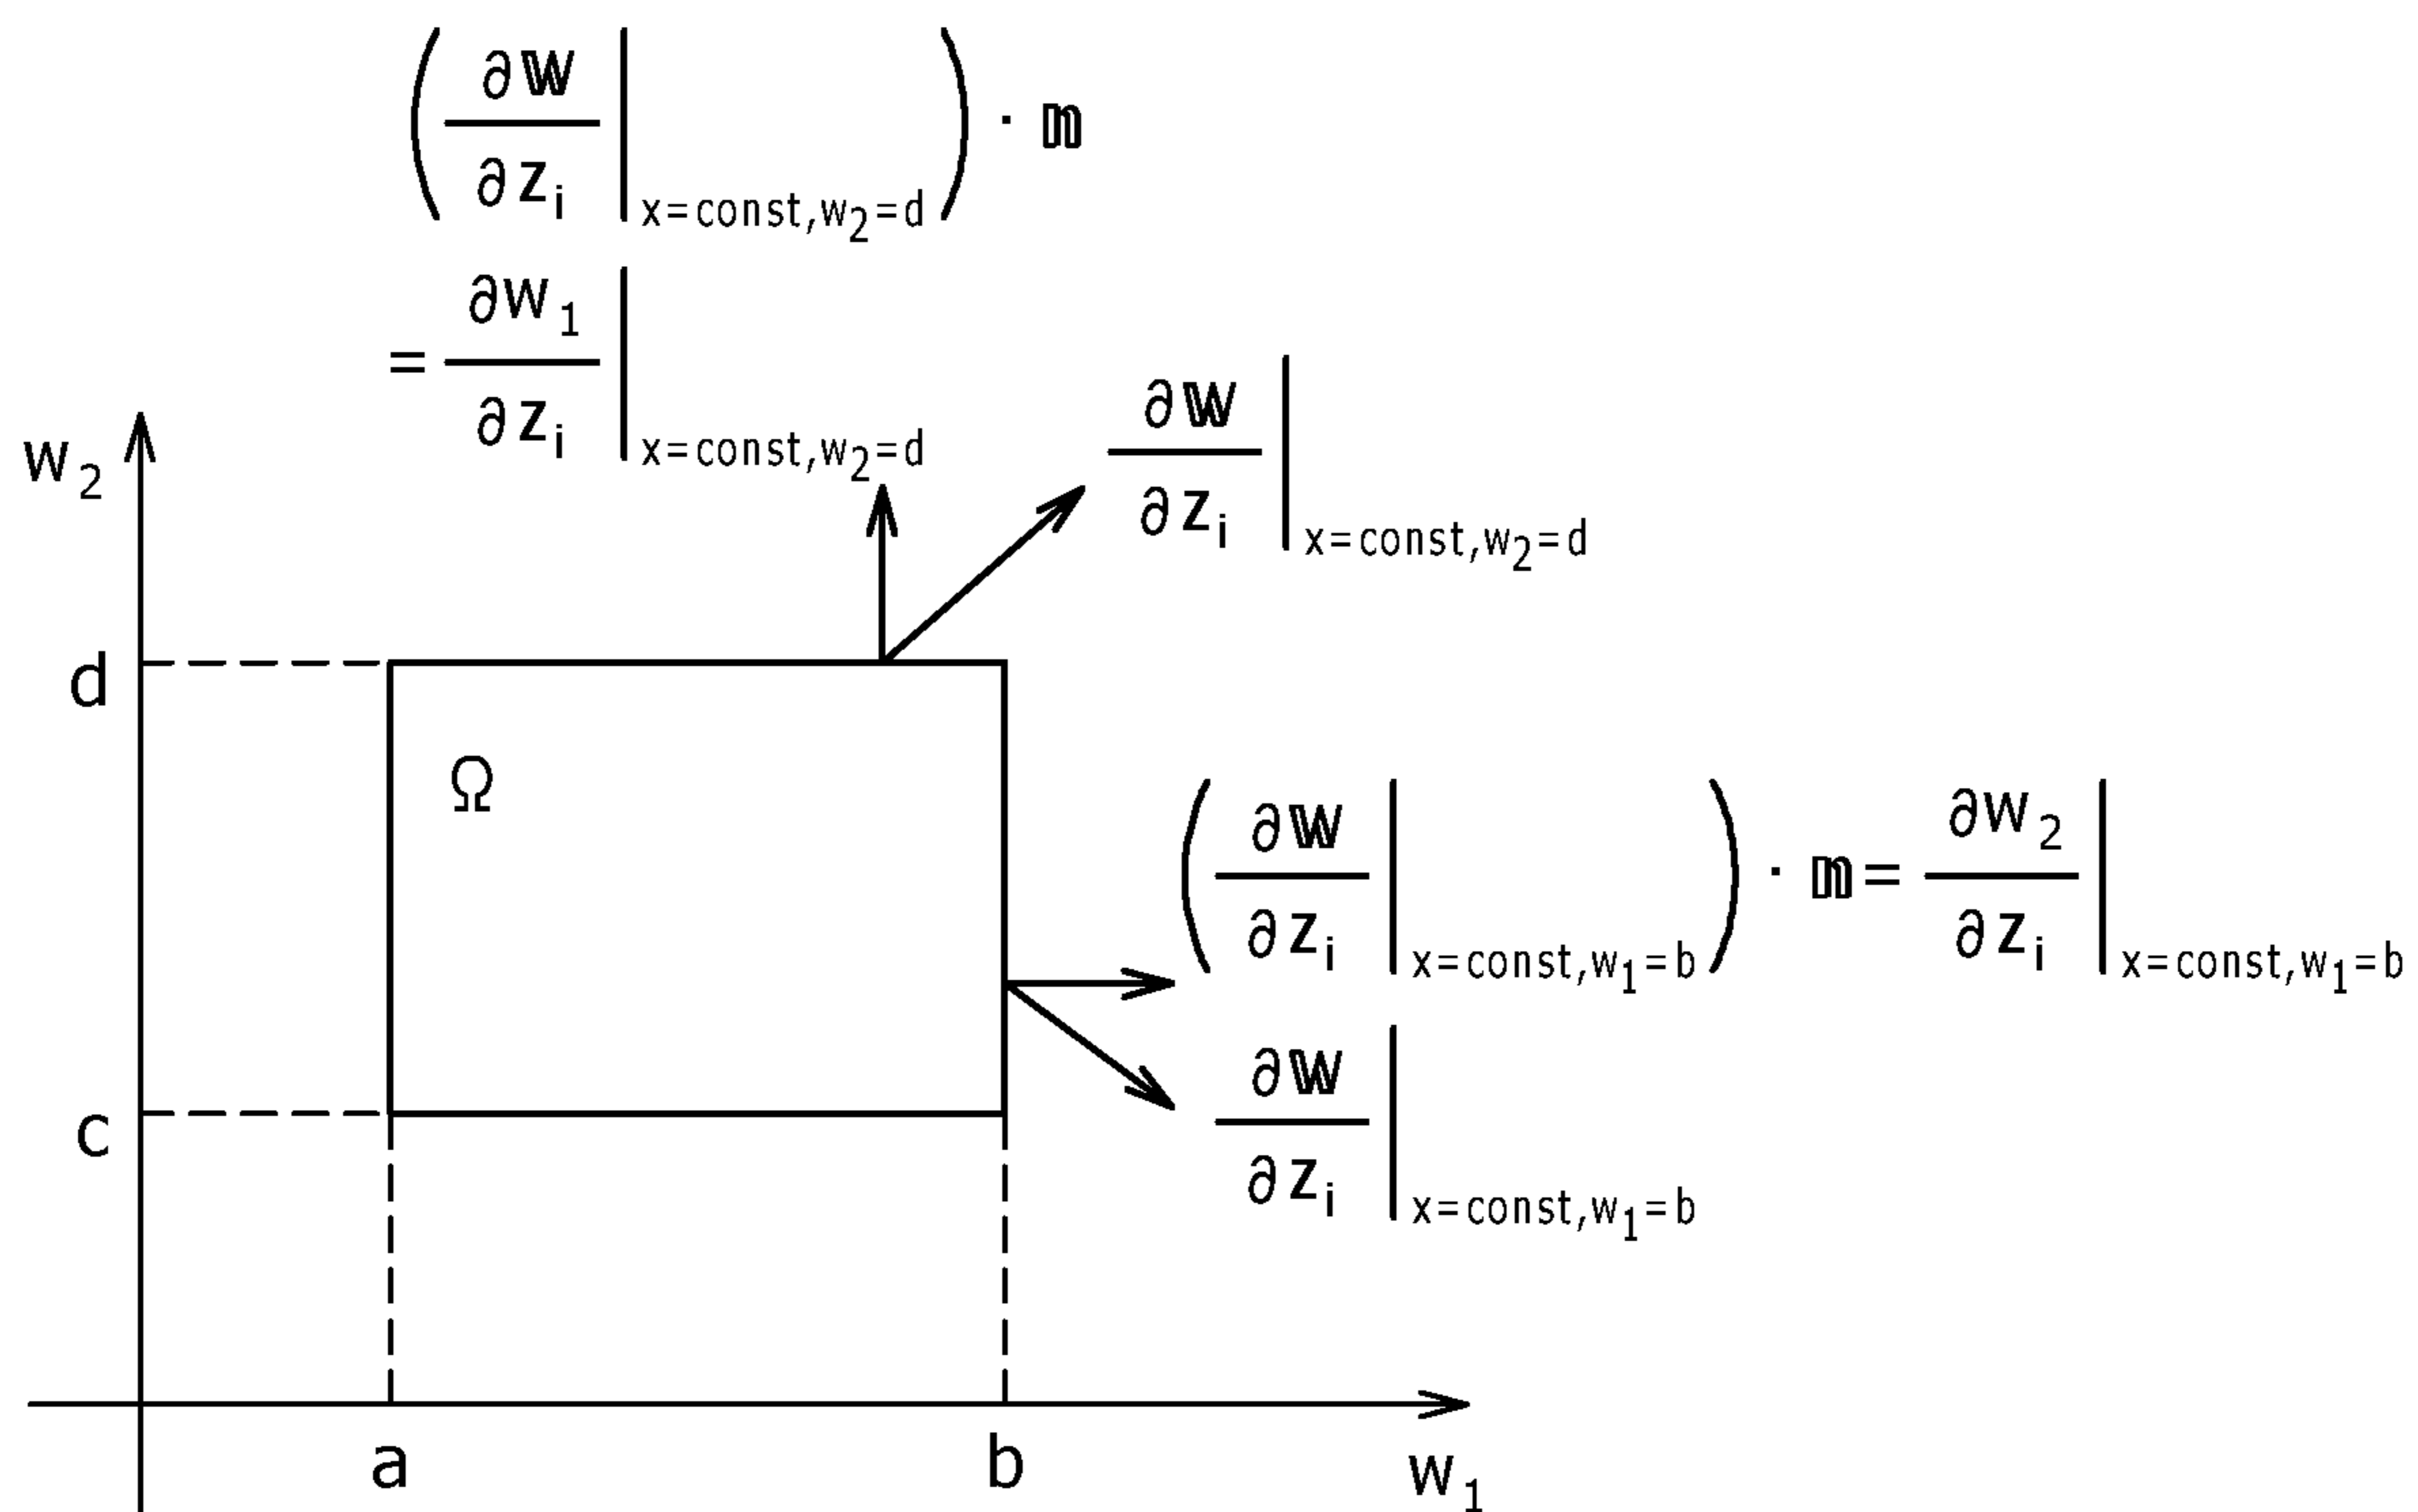 (∂𝕨/∂z_i |_{x=const,w_2=d}) · 𝕟
= ∂w_1/∂z_i |_{x=const,w_2=d}
∂𝕨/∂z_i |_{x=const,w_2=d}
w_2
d
Ω
(∂𝕨/∂z_i |_{x=const,w_1=b}) · 𝕟 = ∂w_2/∂z_i |_{x=const,w_1=b}
∂𝕨/∂z_i |_{x=const,w_1=b}
c
a
b
w_1